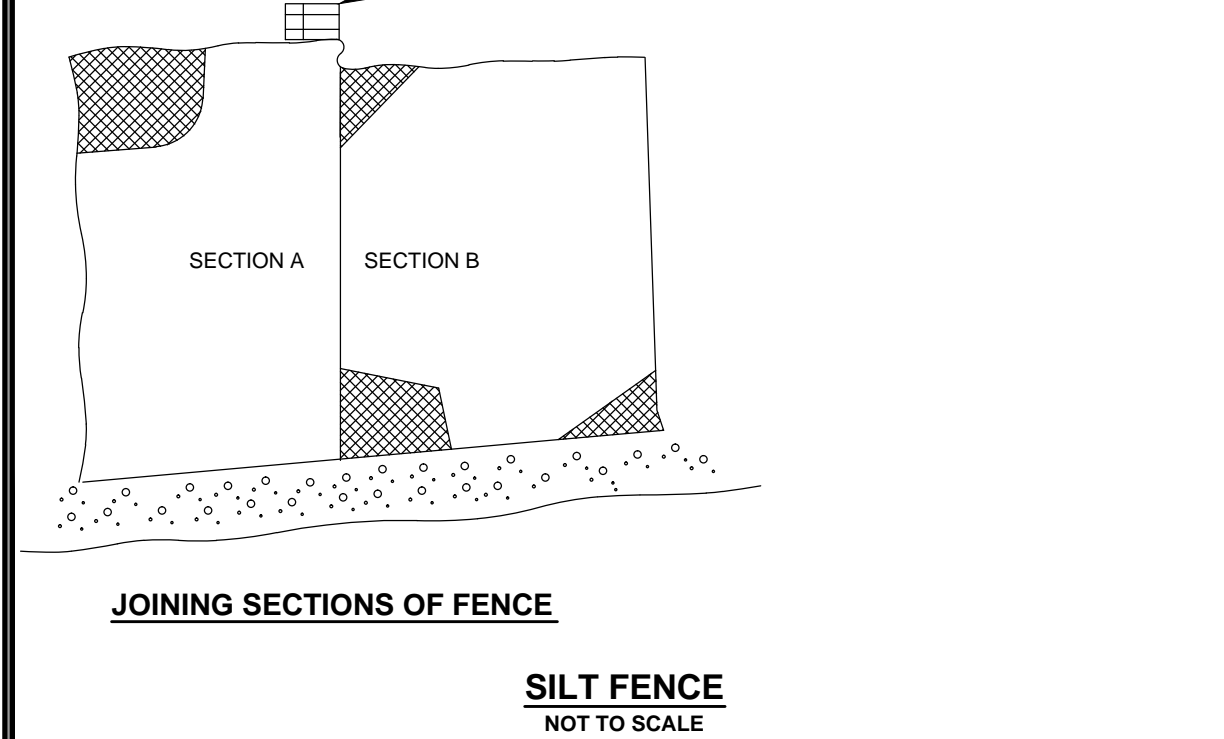 SECTION A
SECTION B
JOINING SECTIONS OF FENCE
SILT FENCE
NOT TO SCALE